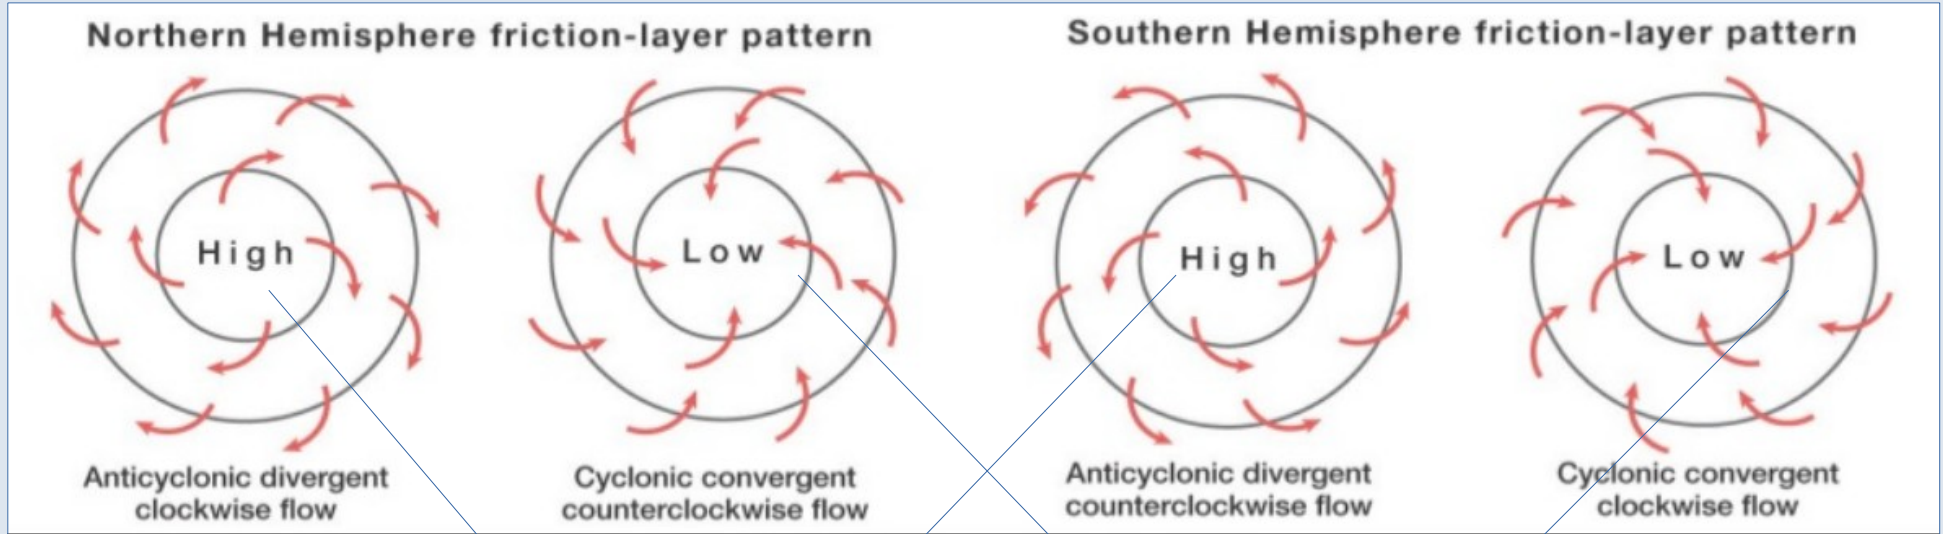 Northern Hemisphere friction-layer pattern
Southern Hemisphere friction-layer pattern
High
Low
High
Low
Anticyclonic divergent
clockwise flow
Cyclonic convergent
counterclockwise flow
Anticyclonic divergent
counterclockwise flow
Cyclonic convergent
clockwise flow